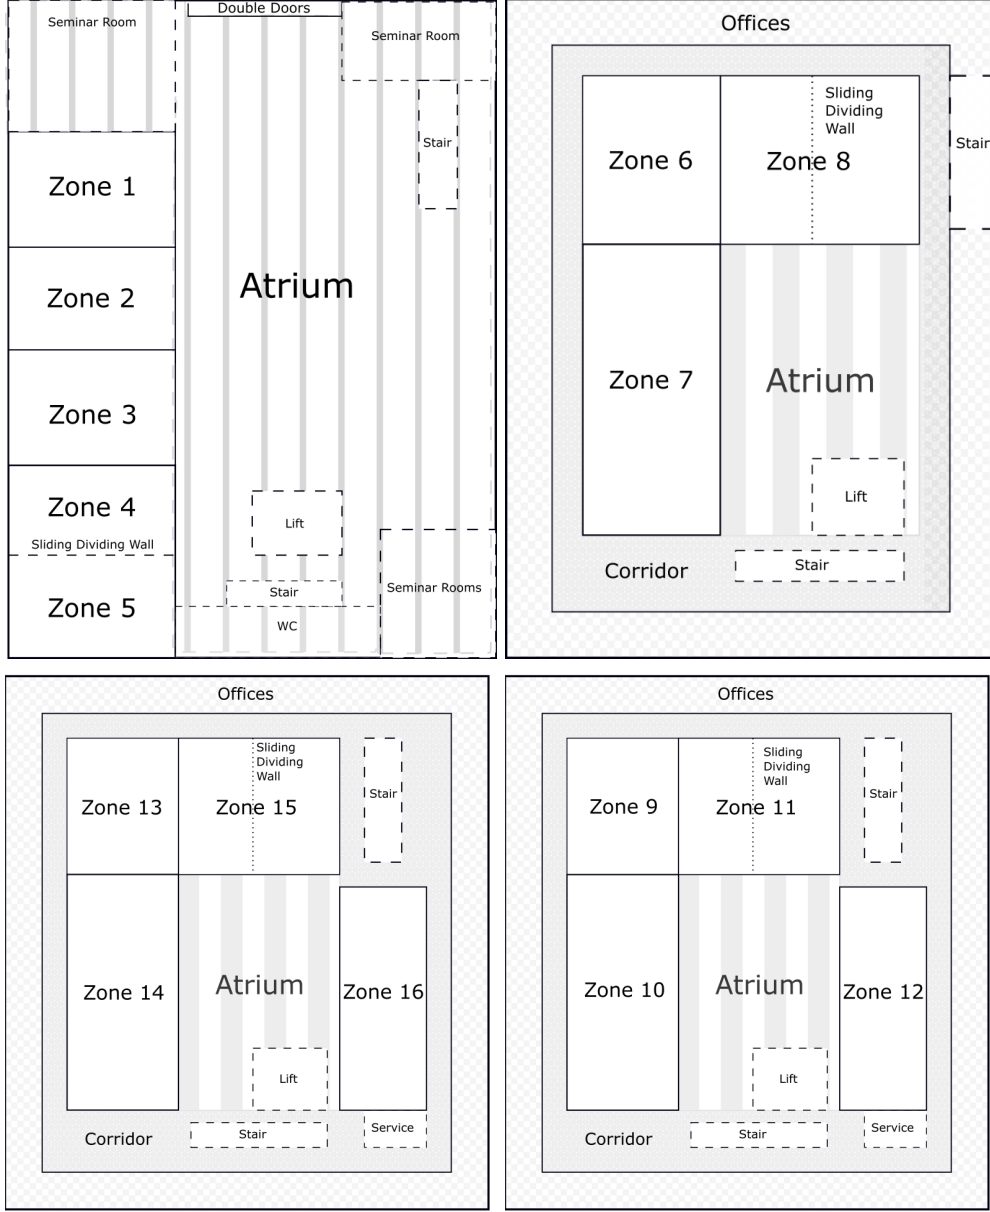 Double Doors
Seminar Room
Seminar Room
Stair
Zone 1
Zone 2
Atrium
Zone 3
Zone 4
Lift
Sliding Dividing Wall
Stair
Seminar Rooms
Zone 5
WC
Offices
Sliding
Dividing
Wall
Stair
Zone 6
Zone 8
Zone 7
Atrium
Lift
Corridor
Stair
Offices
Sliding
Dividing
Wall
Stair
Zone 13
Zone 15
Zone 14
Atrium
Zone 16
Lift
Service
Corridor
Stair
Offices
Sliding
Dividing
Wall
Stair
Zone 9
Zone 11
Zone 10
Atrium
Zone 12
Lift
Service
Corridor
Stair